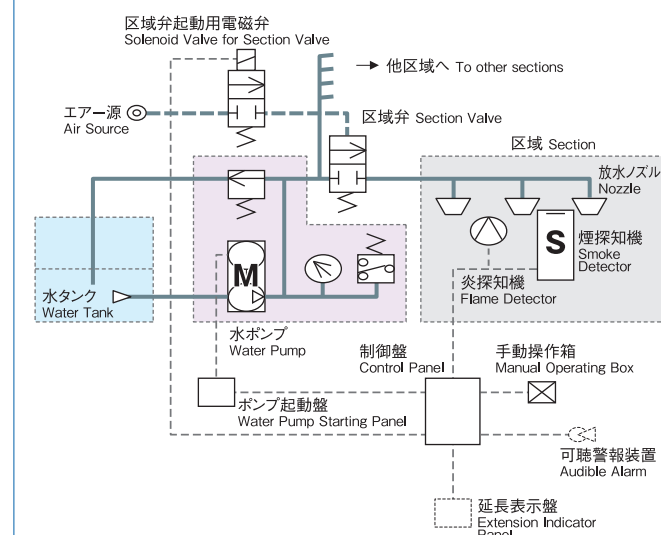 区域弁起動用電磁弁
Solenoid Valve for Section Valve
他区域へ To other sections
エアー源
Air Source
区域弁 Section Valve
区域 Section
放水ノズル
Nozzle
S
煙探知機
Smoke
Detector
炎探知機
Flame Detector
M
水タンク
Water Tank
水ポンプ
Water Pump
制御盤
Control Panel
手動操作箱
Manual Operating Box
ポンプ起動盤
Water Pump Starting Panel
可聴警報装置
Audible Alarm
延長表示盤
Extension Indicator
Panel